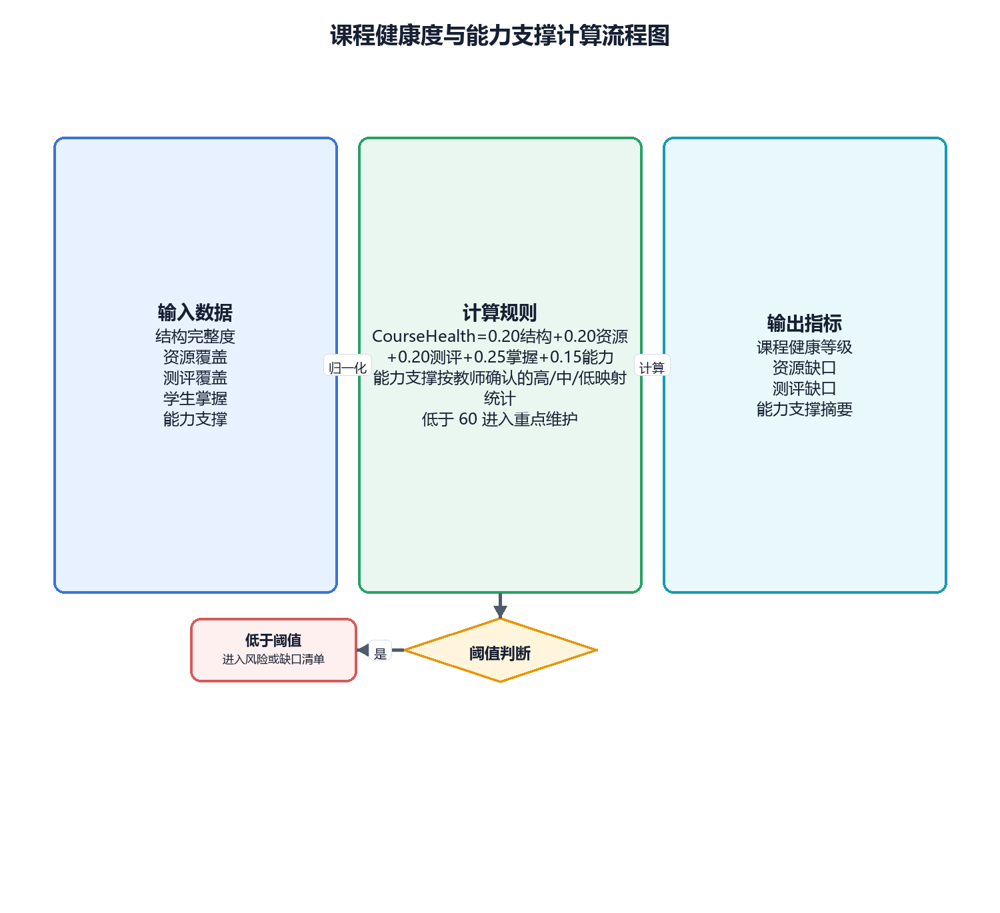 课程健康度与能力支撑计算流程图
输入数据
结构完整度
资源覆盖
测评覆盖
学生掌握
能力支撑
归一化
计算规则
CourseHealth=0.20结构+0.20资源
+0.20测评+0.25掌握+0.15能力
能力支撑按教师确认的高/中/低映射
统计
低于 60 进入重点维护
计算
输出指标
课程健康等级
资源缺口
测评缺口
能力支撑摘要
低于阈值
进入风险或缺口清单
是
阈值判断